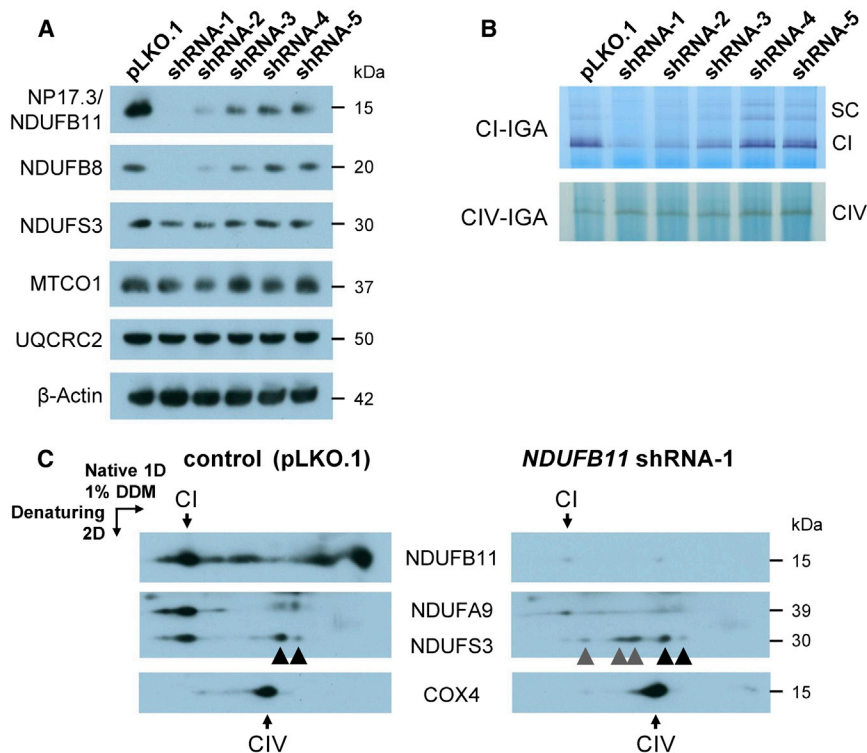 A
pLKO.1 shRNA-1 shRNA-2 shRNA-3 shRNA-4 shRNA-5
kDa
NP17.3/
NDUFB11
15
NDUFB8
20
NDUFS3
30
MTCO1
37
UQCRC2
50
β-Actin
42
B
pLKO.1 shRNA-1 shRNA-2 shRNA-3 shRNA-4 shRNA-5
CI-IGA
SC
CI
CIV-IGA
CIV
C
control (pLKO.1)
NDUFB11 shRNA-1
Native 1D
1% DDM
Denaturing
2D
CI
CI
kDa
NDUFB11
15
NDUFA9
39
NDUFS3
30
COX4
15
CIV
CIV